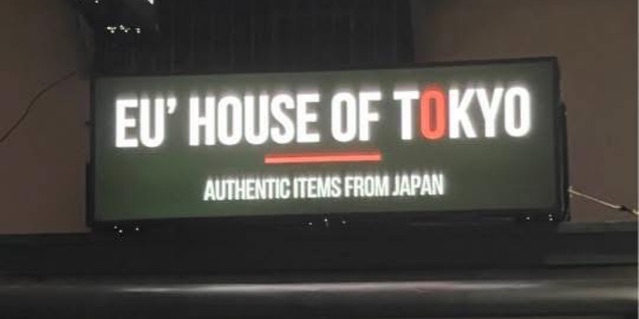 EU' HOUSE OF TOKYO
AUTHENTIC ITEMS FROM JAPAN